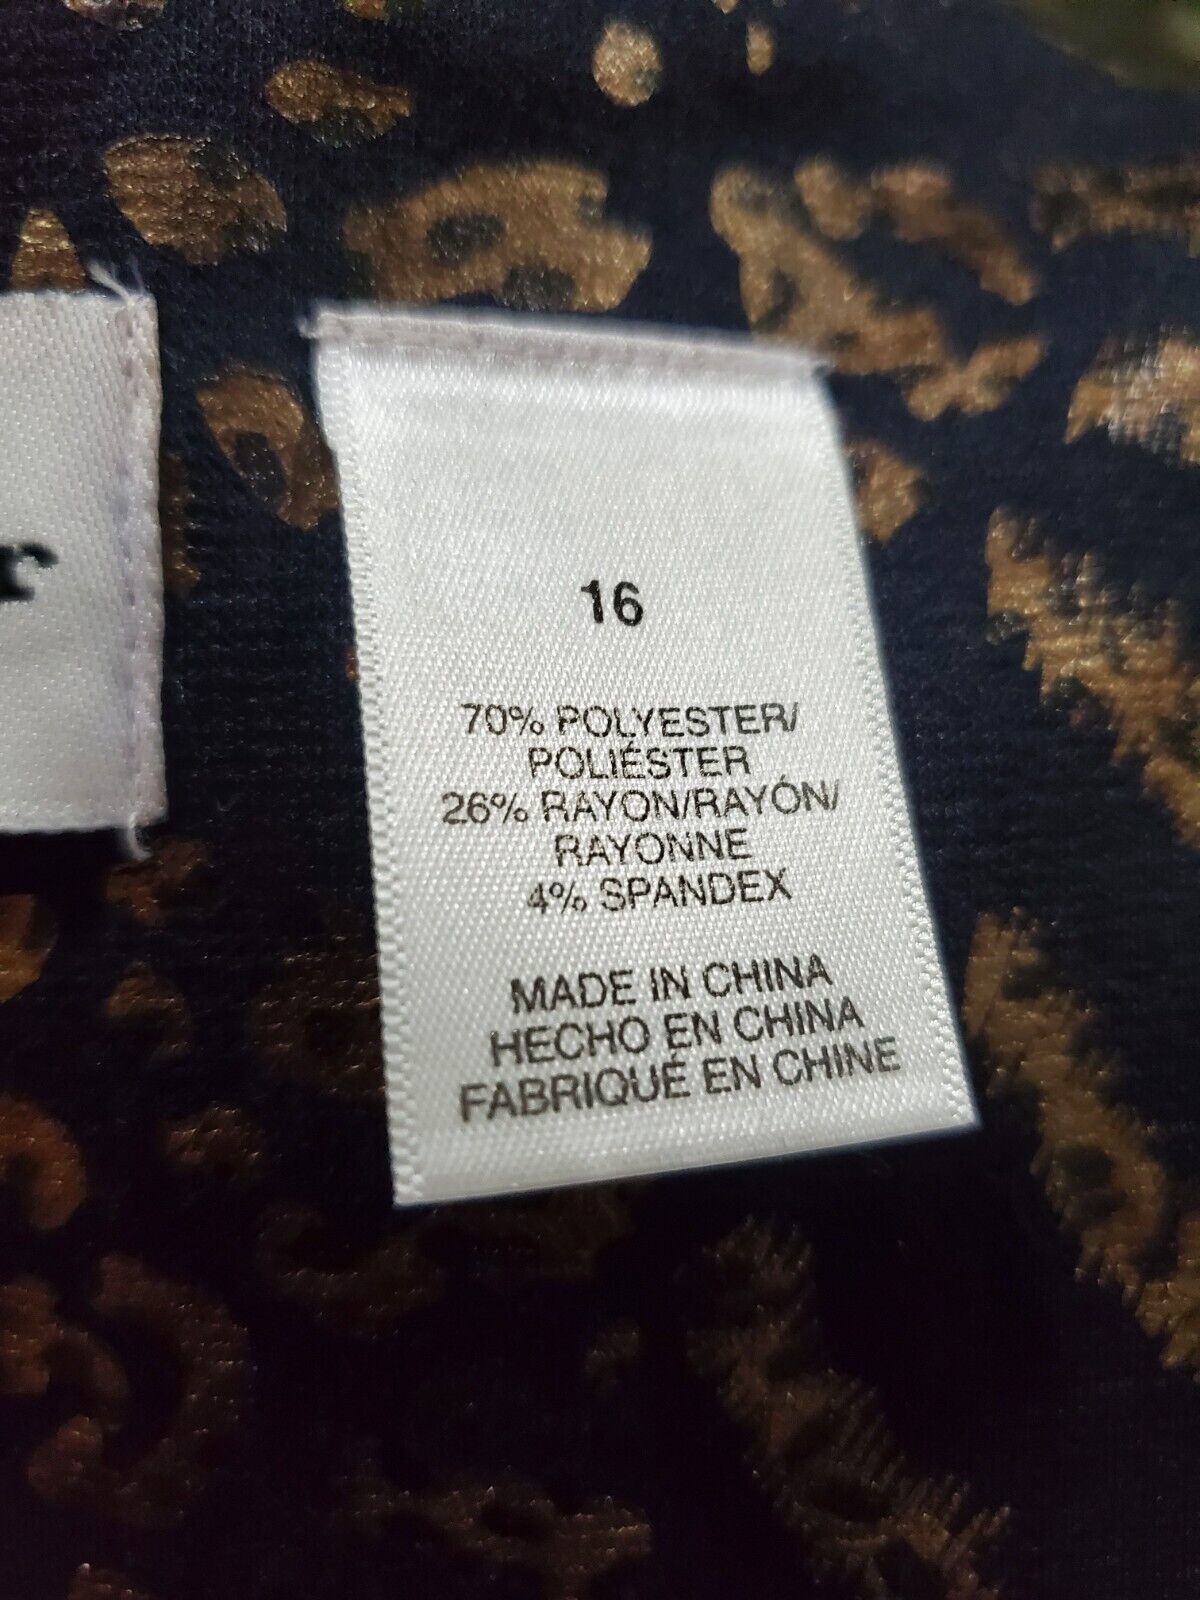 r
16
70% POLYESTER/
POLIÉSTER
26% RAYON/RAYÓN/
RAYONNE
4% SPANDEX
MADE IN CHINA
HECHO EN CHINA
FABRIQUÉ EN CHINE